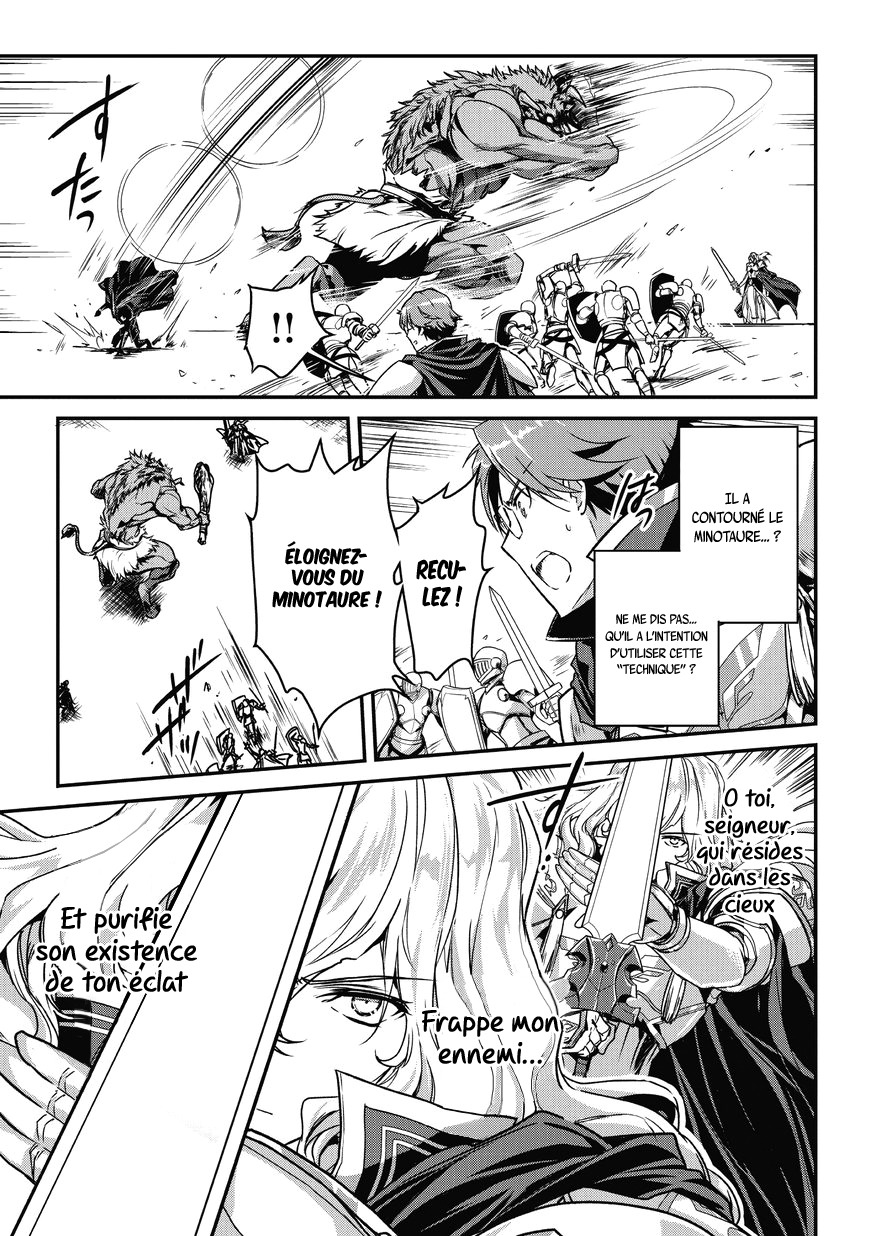 すたっ
!!
IL A
CONTOURNÉ LE
MINOTAURE... ?
NE ME DIS PAS...
QU'IL A L'INTENTION
D'UTILISER CETTE
"TECHNIQUE" ?
ばっ
RECU-
LEZ !
ÉLOIGNEZ-
VOUS DU
MINOTAURE !
O toi,
seigneur,
qui résides
dans les
cieux
Frappe mon
ennemi...
Et purifie
son existence
de ton éclat